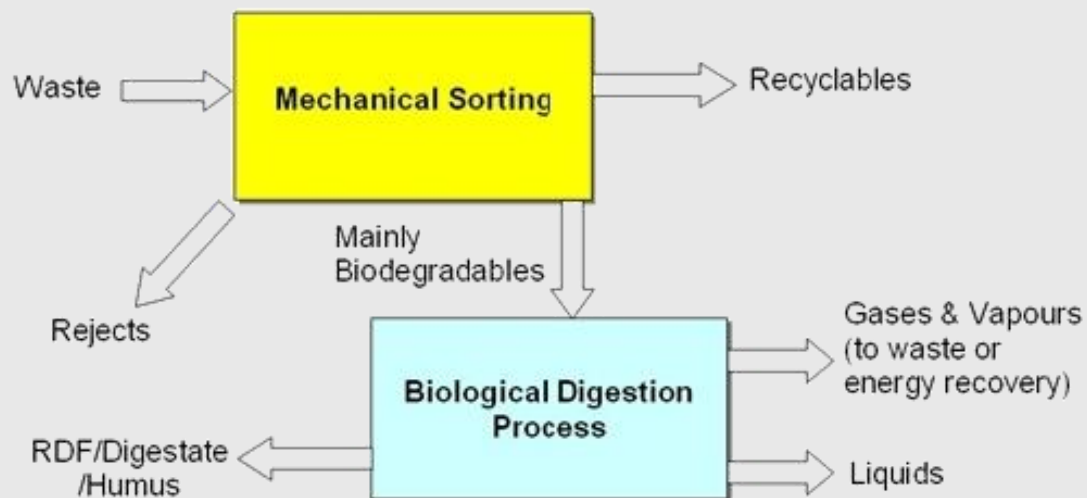 Waste
Mechanical Sorting
Recyclables
Mainly
Biodegradables
Rejects
Gases & Vapours
(to waste or
energy recovery)
Biological Digestion
Process
RDF/Digestate
/Humus
Liquids